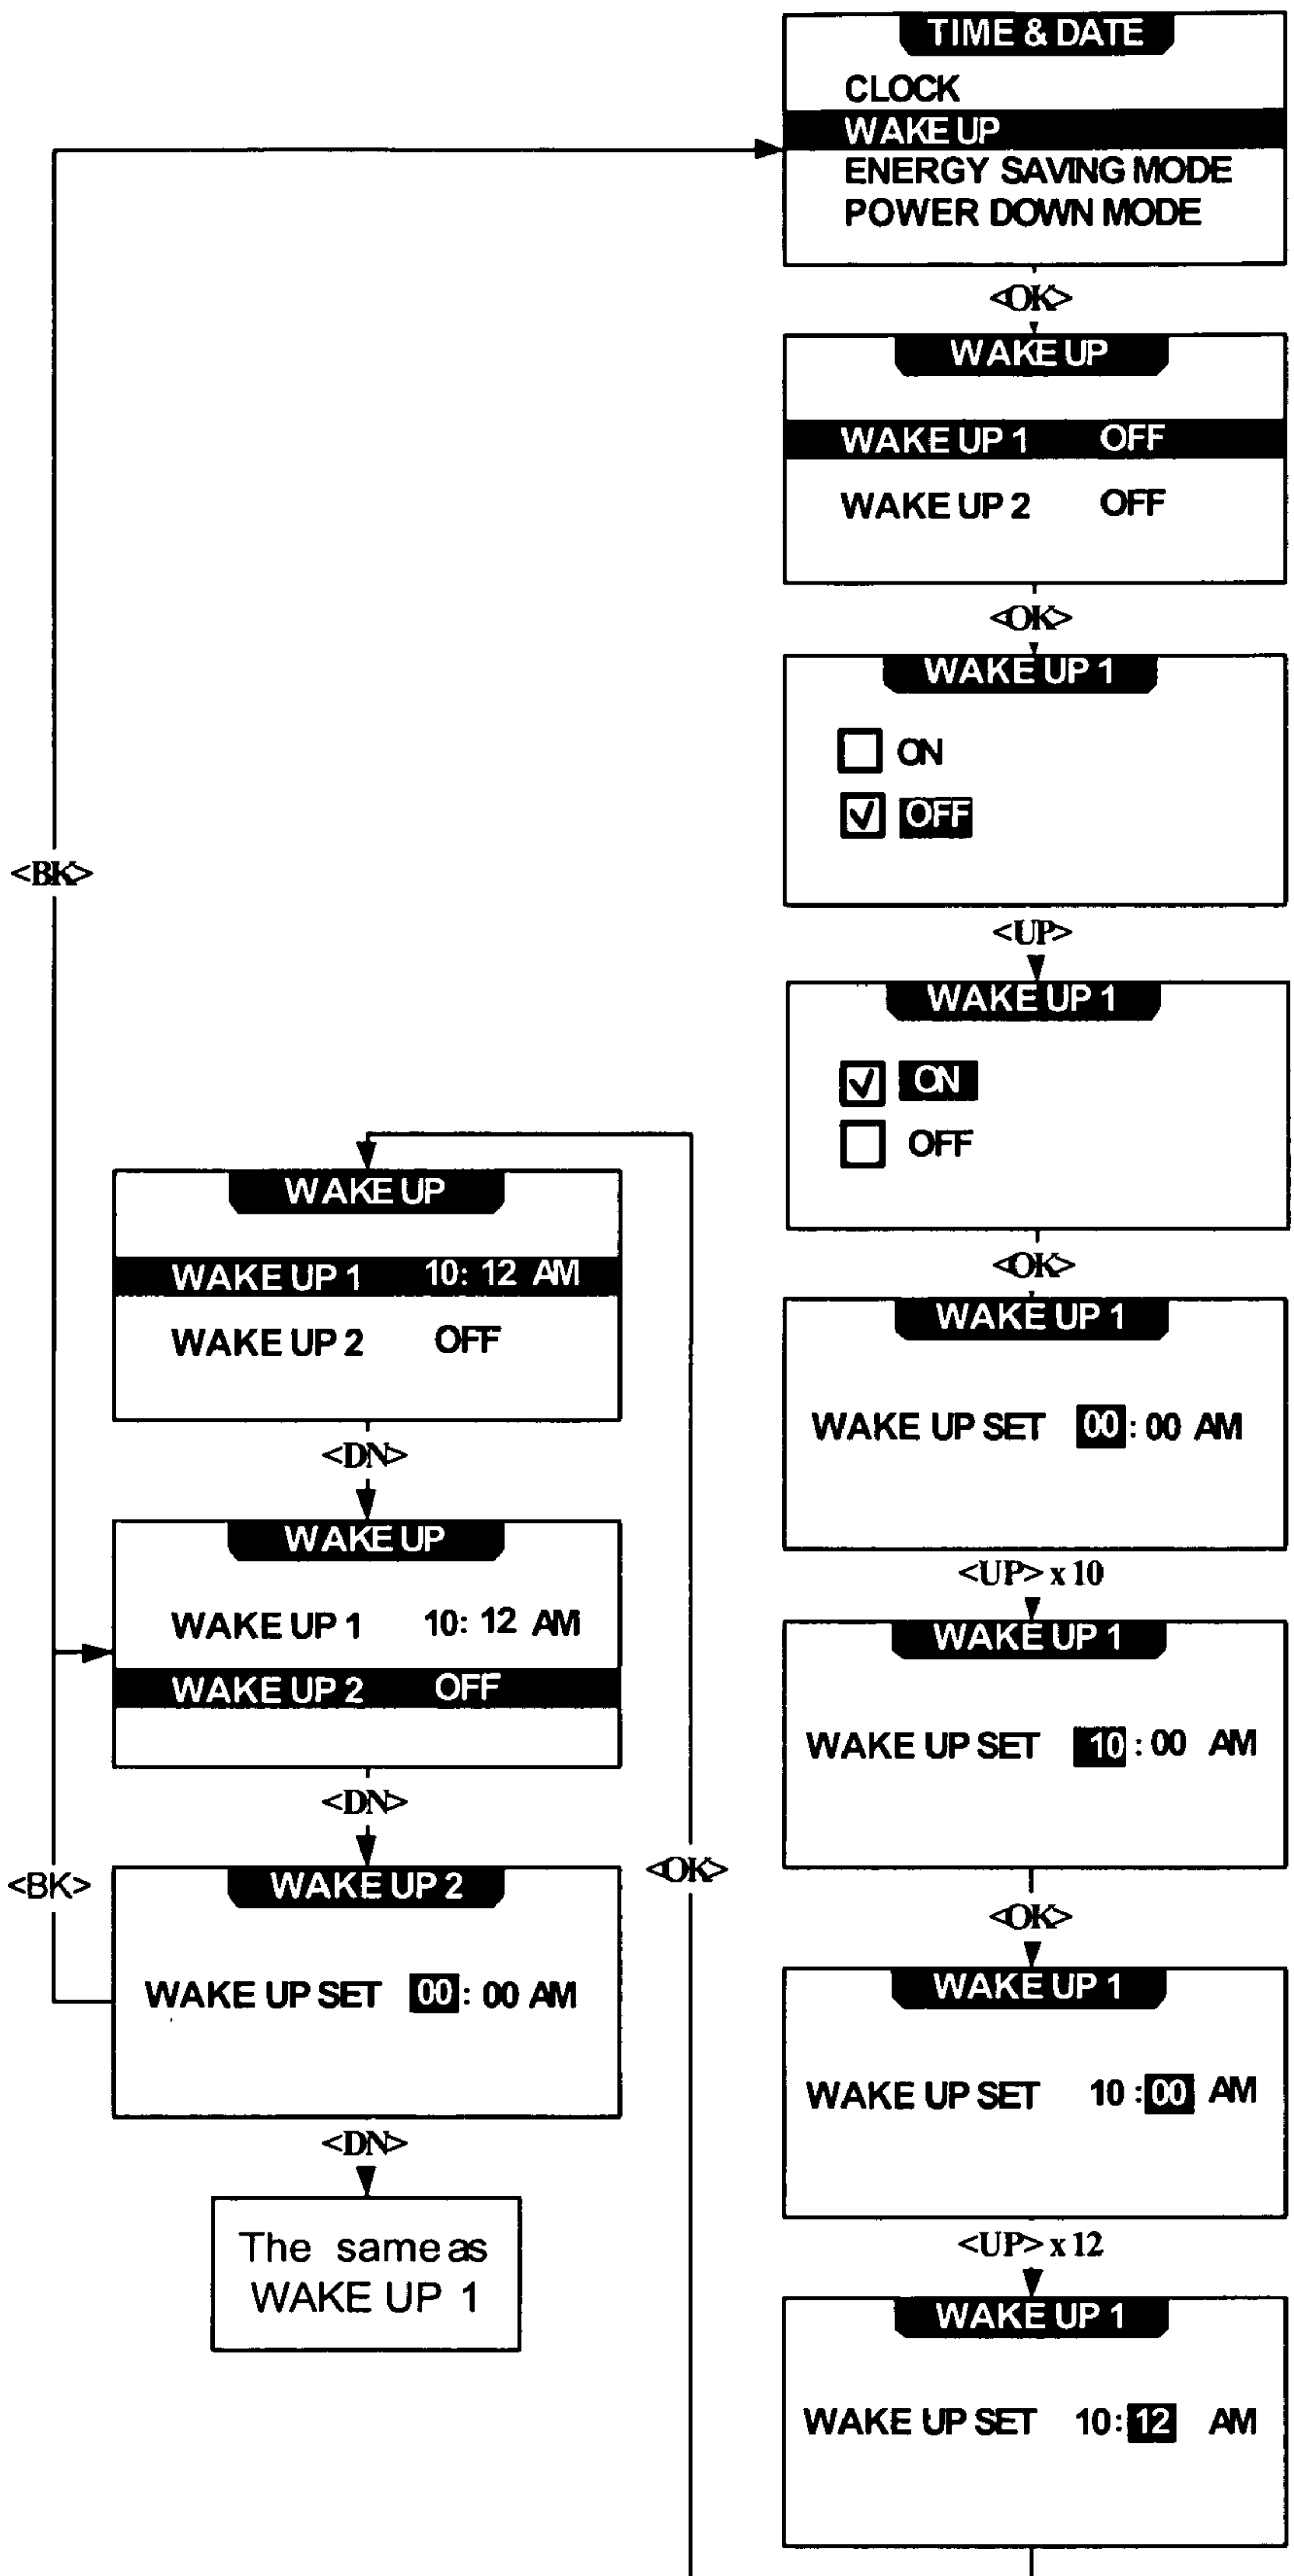 TIME & DATE
CLOCK
WAKE UP
ENERGY SAVING MODE
POWER DOWN MODE
<OK>
WAKE UP
WAKE UP 1 OFF
WAKE UP 2 OFF
<OK>
WAKE UP 1
ON
OFF
<UP>
WAKE UP 1
ON
OFF
<OK>
WAKE UP 1
WAKE UP SET 00 : 00 AM
<UP> x 10
WAKE UP 1
WAKE UP SET 10 : 00 AM
<OK>
WAKE UP 1
WAKE UP SET 10 : 00 AM
<UP> x 12
WAKE UP 1
WAKE UP SET 10: 12 AM
<OK>
WAKE UP
WAKE UP 1 10: 12 AM
WAKE UP 2 OFF
<DN>
WAKE UP
WAKE UP 1 10: 12 AM
WAKE UP 2 OFF
<DN>
WAKE UP 2
WAKE UP SET 00 : 00 AM
<DN>
The same as
WAKE UP 1
<BK>
<BK>